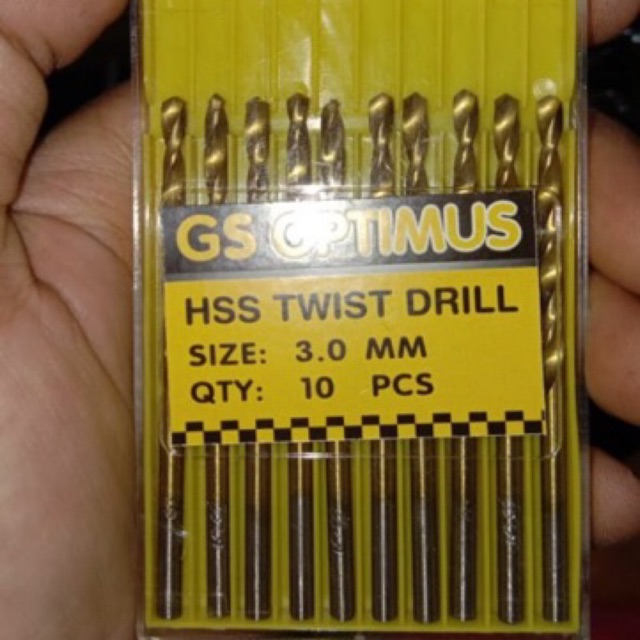 GS OPTIMUS
HSS TWIST DRILL
SIZE: 3.0 MM
QTY: 10 PCS